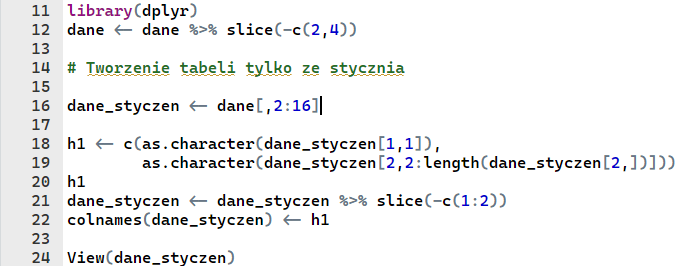 11 library(dplyr)
12 dane <- dane %>% slice(-c(2,4))
13
14 # Tworzenie tabeli tylko ze stycznia
15
16 dane_styczen <- dane[,2:16]
17
18 h1 <- c(as.character(dane_styczen[1,1]),
19         as.character(dane_styczen[2,2:length(dane_styczen[2,])]))
20 h1
21 dane_styczen <- dane_styczen %>% slice(-c(1:2))
22 colnames(dane_styczen) <- h1
23
24 View(dane_styczen)